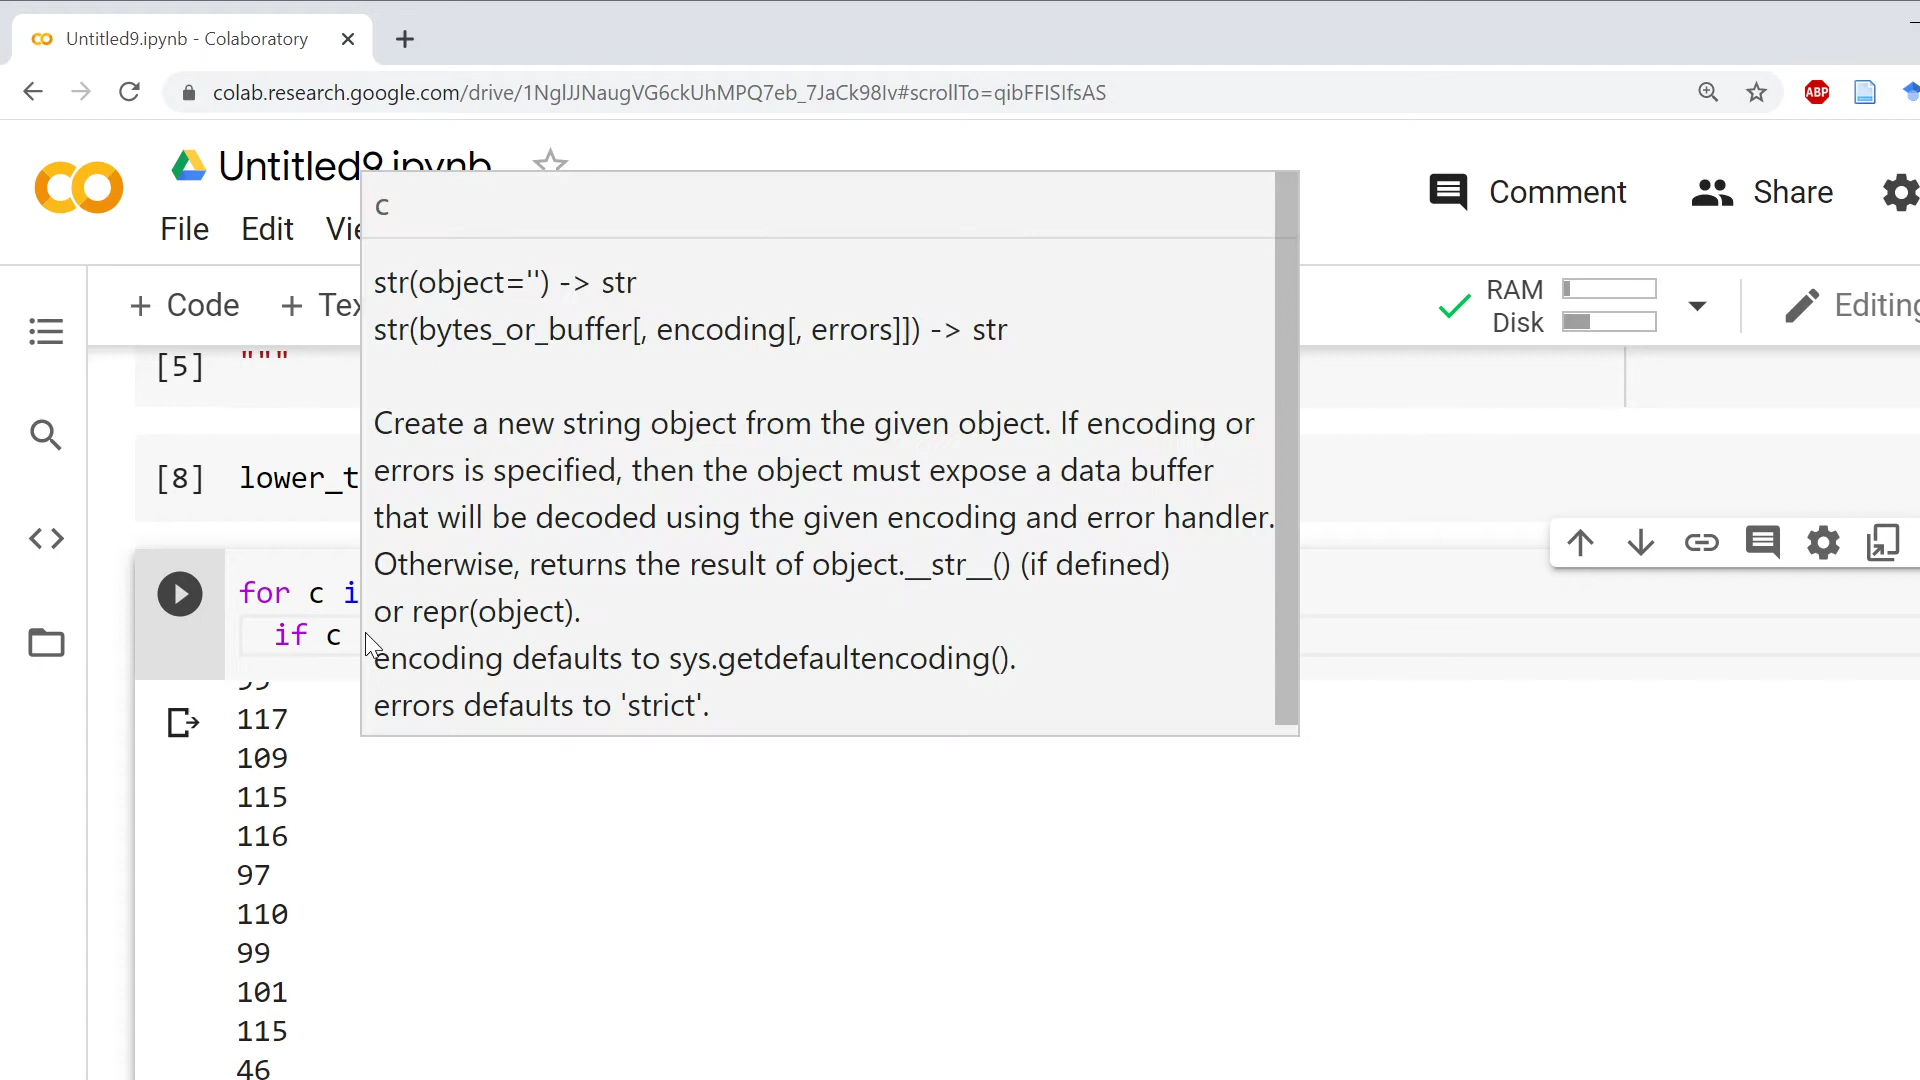 Untitled9.ipynb - Colaboratory
colab.research.google.com/drive/1NglJJNaugVG6ckUhMPQ7eb_7JaCk98Iv#scrollTo=qibFFISIfsAS
ABP
Untitled9.ipynb
Comment
Share
File Edit Vie
c
+ Code + Tex
RAM
Disk
Editing
str(object='') -> str
str(bytes_or_buffer[, encoding[, errors]]) -> str
Create a new string object from the given object. If encoding or
errors is specified, then the object must expose a data buffer
that will be decoded using the given encoding and error handler.
Otherwise, returns the result of object.__str__() (if defined)
or repr(object).
encoding defaults to sys.getdefaultencoding().
errors defaults to 'strict'.
[5] """
[8] lower_t
for c i
if c
99
117
109
115
116
97
110
99
101
115
46